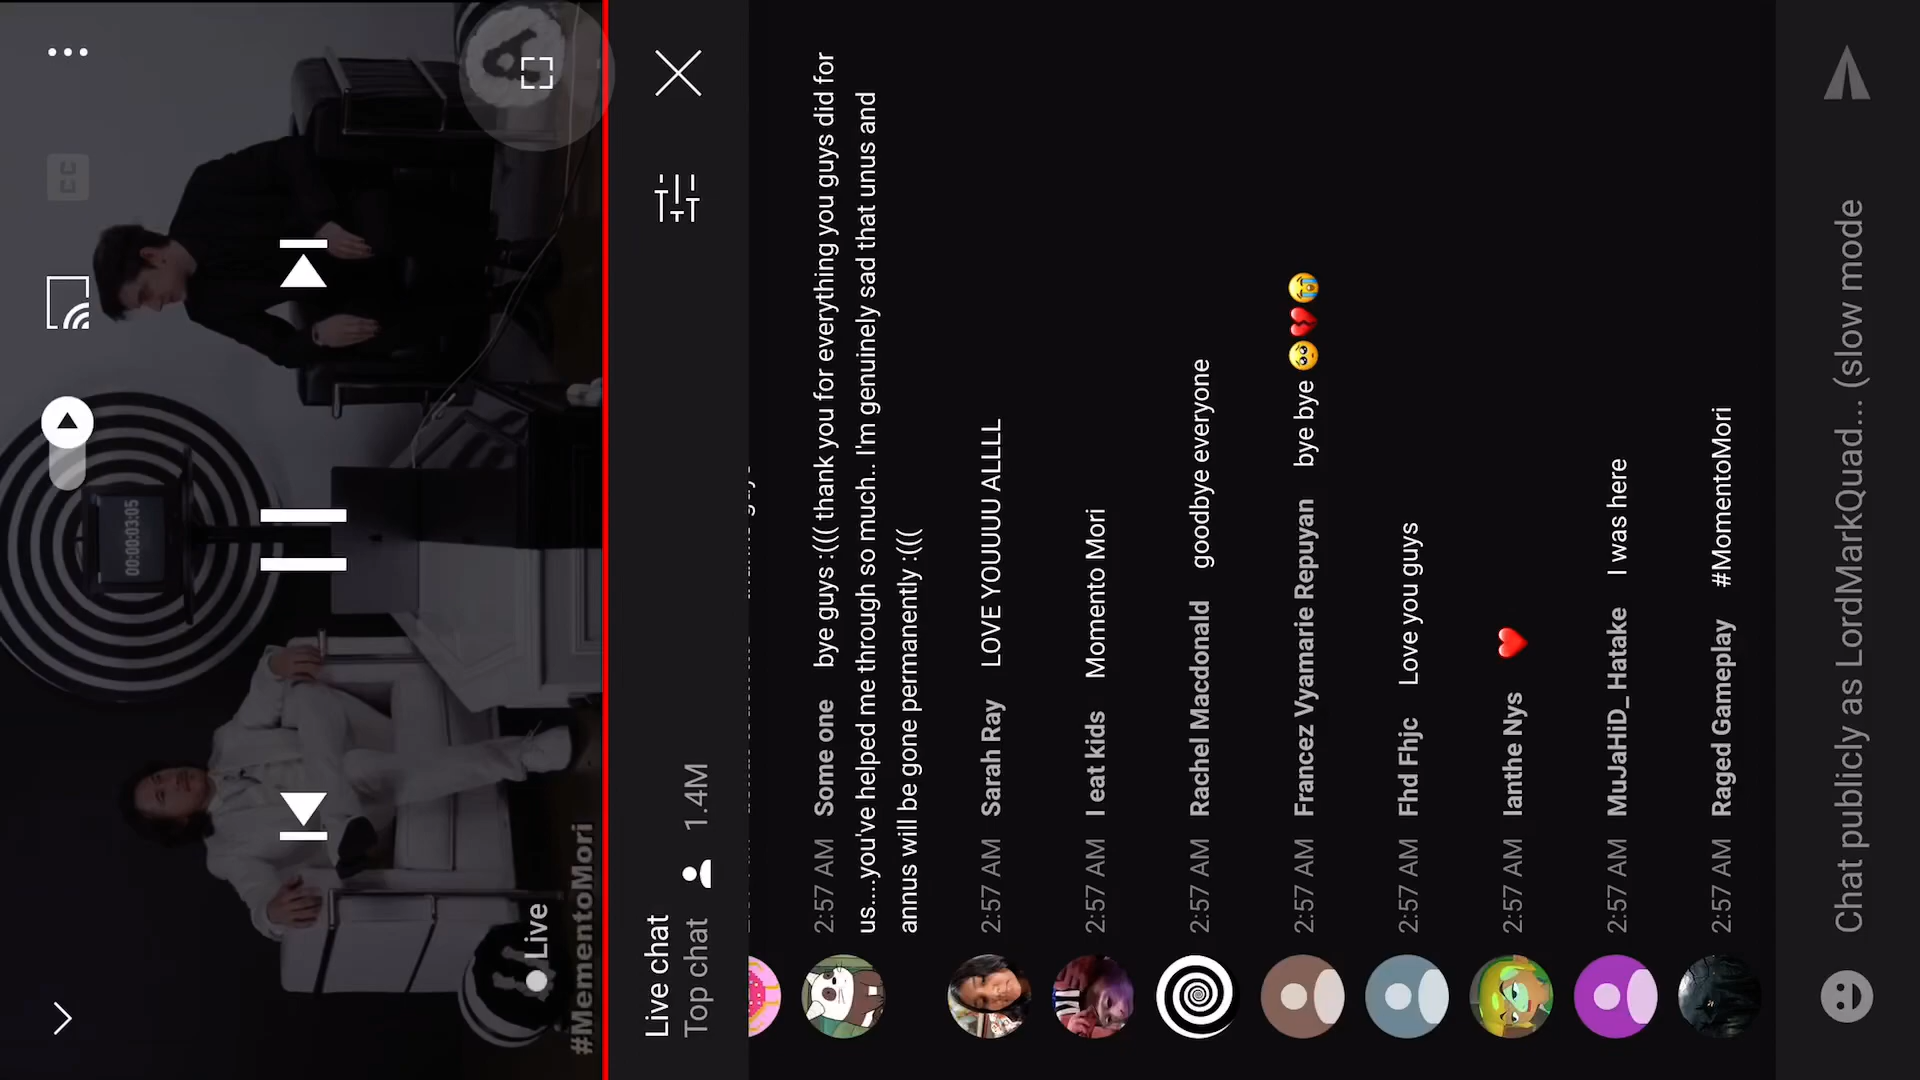 CC
00:00:03:05
Live
#MementoMori
Live chat
Top chat 1.4M
2:57 AM Some one bye guys :((( thank you for everything you guys did for
us....you've helped me through so much.. I'm genuinely sad that unus and
annus will be gone permanently :(((
2:57 AM Sarah Ray LOVE YOUUUU ALLLL
2:57 AM I eat kids Momento Mori
2:57 AM Rachel Macdonald goodbye everyone
2:57 AM Francez Vyamarie Repuyan bye bye 🥺💔😭
2:57 AM Fhd Fhjc Love you guys
2:57 AM Ianthe Nys ❤️
2:57 AM MuJaHiD_Hatake I was here
2:57 AM Raged Gameplay #MomentoMori
Chat publicly as LordMarkQuad... (slow mode